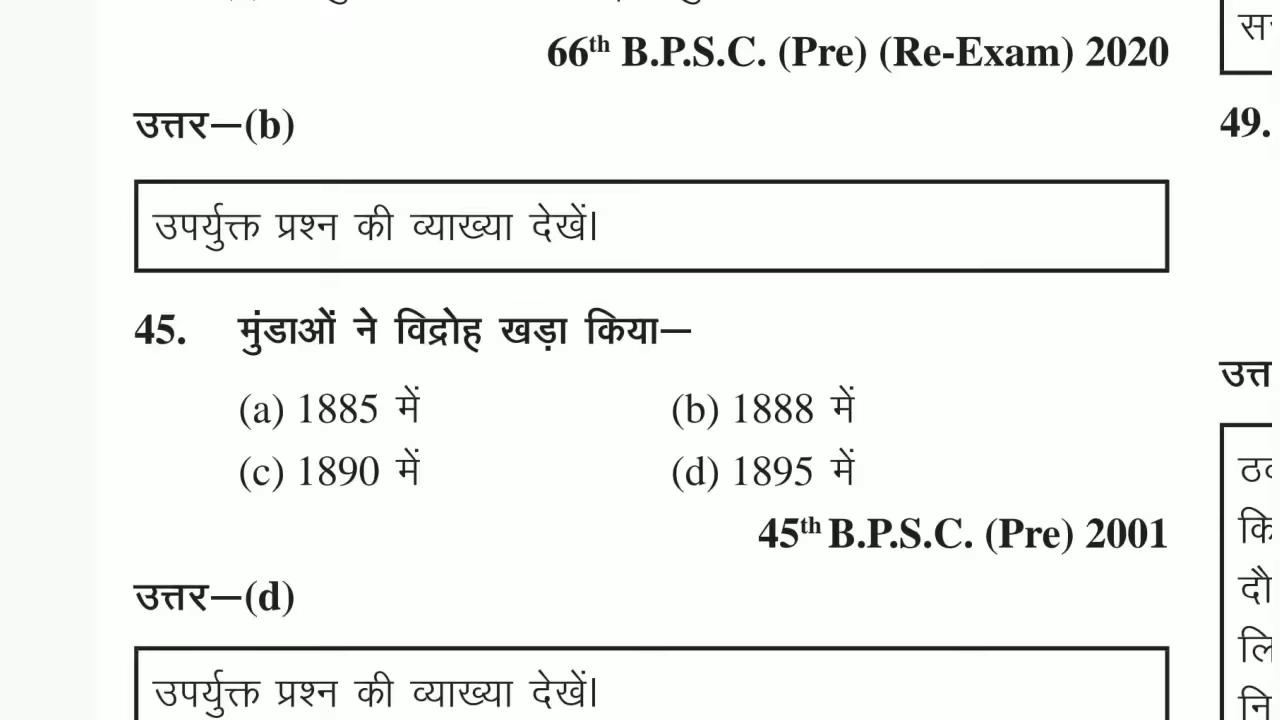 66th B.P.S.C. (Pre) (Re-Exam) 2020
उत्तर—(b)
उपर्युक्त प्रश्न की व्याख्या देखें।
45. मुंडाओं ने विद्रोह खड़ा किया—
(a) 1885 में (b) 1888 में
(c) 1890 में (d) 1895 में
45th B.P.S.C. (Pre) 2001
उत्तर—(d)
उपर्युक्त प्रश्न की व्याख्या देखें।
49.